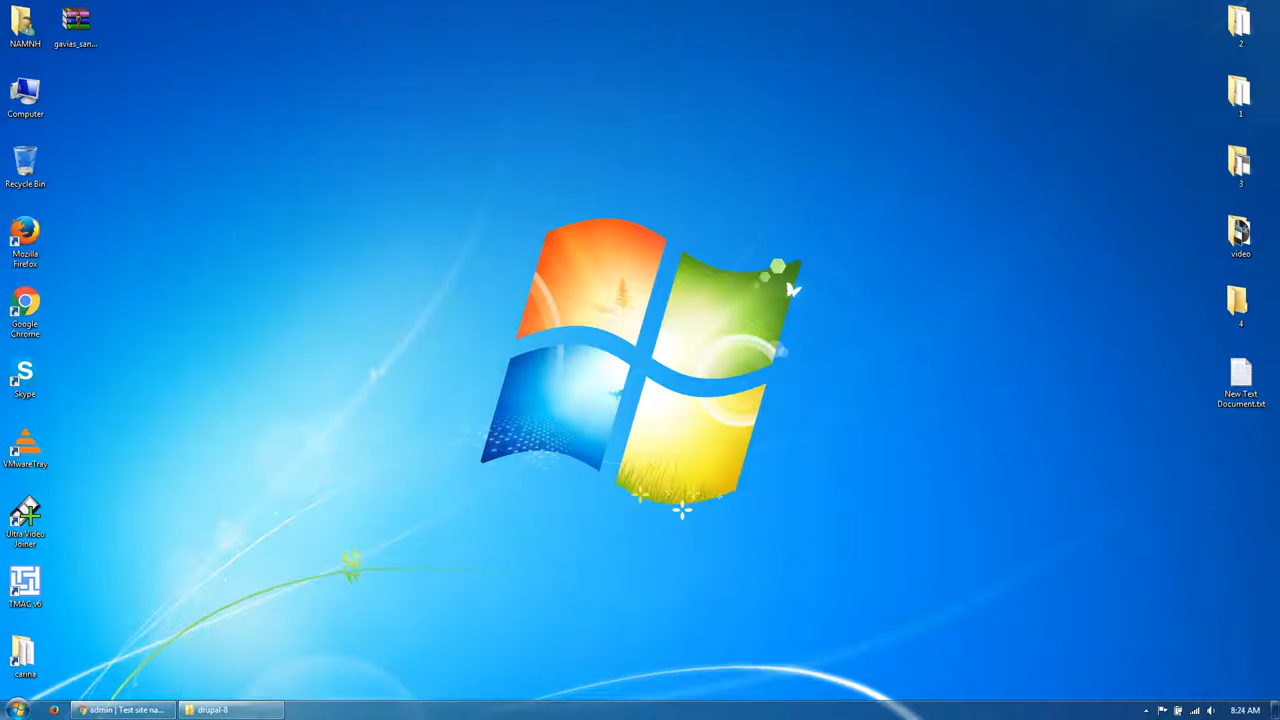 NAMNH
gavias_san...
Computer
Recycle Bin
Mozilla
Firefox
Google
Chrome
Skype
VMwareTray
Ultra Video
Joiner
TMAC v6
carina
2
1
3
video
4
New Text
Document.txt
admin | Test site na...
drupal-8
8:24 AM